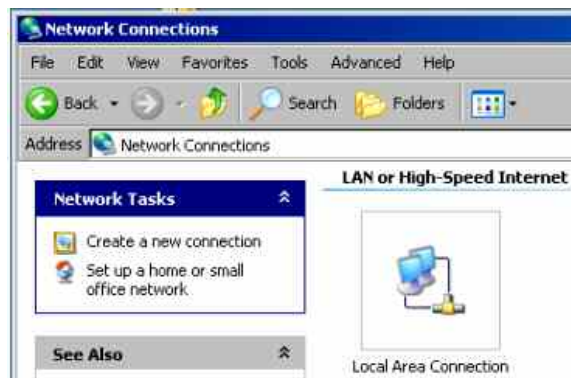 Network Connections
File Edit View Favorites Tools Advanced Help
Back Search Folders
Address Network Connections
LAN or High-Speed Internet
Network Tasks
Create a new connection
Set up a home or small
office network
See Also
Local Area Connection